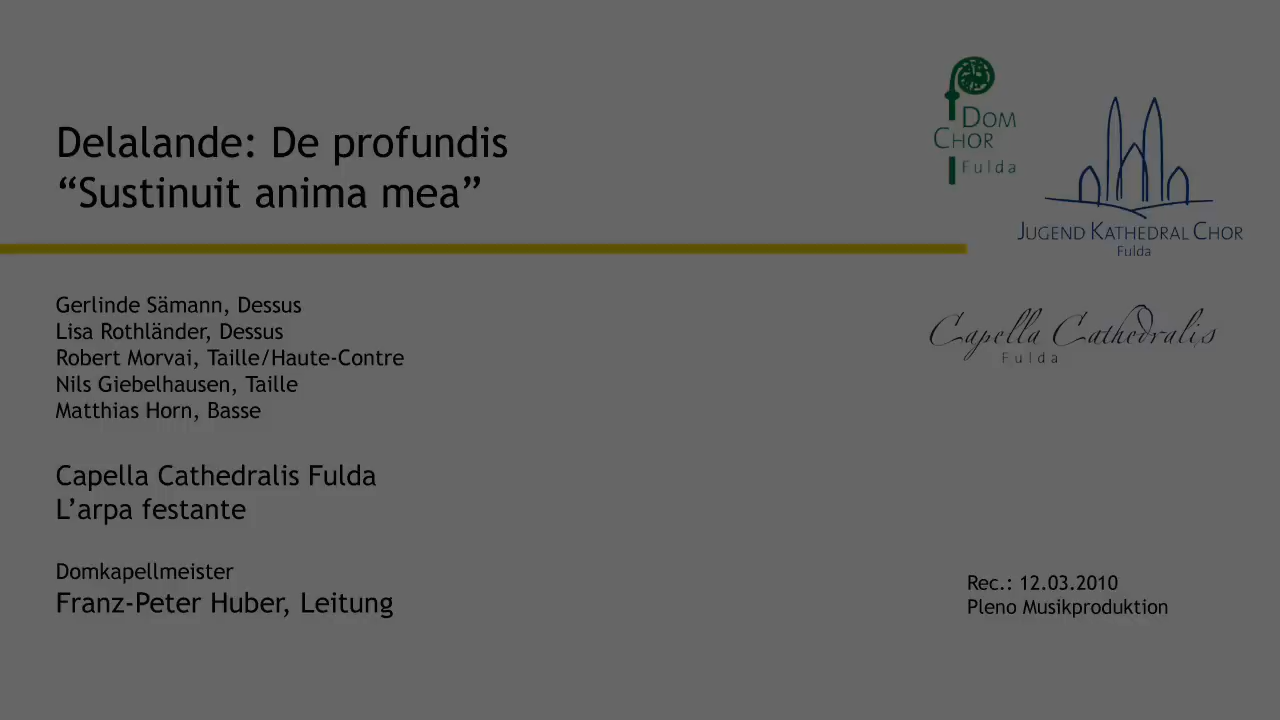 Delalande: De profundis
“Sustinuit anima mea”
DOM
CHOR
Fulda
JUGEND KATHEDRAL CHOR
Fulda
Gerlinde Sämann, Dessus
Lisa Rothländer, Dessus
Robert Morvai, Taille/Haute-Contre
Nils Giebelhausen, Taille
Matthias Horn, Basse
Capella Cathedralis
Fulda
Capella Cathedralis Fulda
L’arpa festante
Domkapellmeister
Franz-Peter Huber, Leitung
Rec.: 12.03.2010
Pleno Musikproduktion